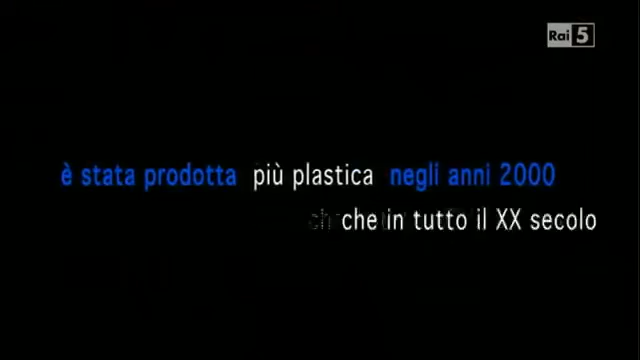 Rai 5
è stata prodotta più plastica negli anni 2000
che in tutto il XX secolo